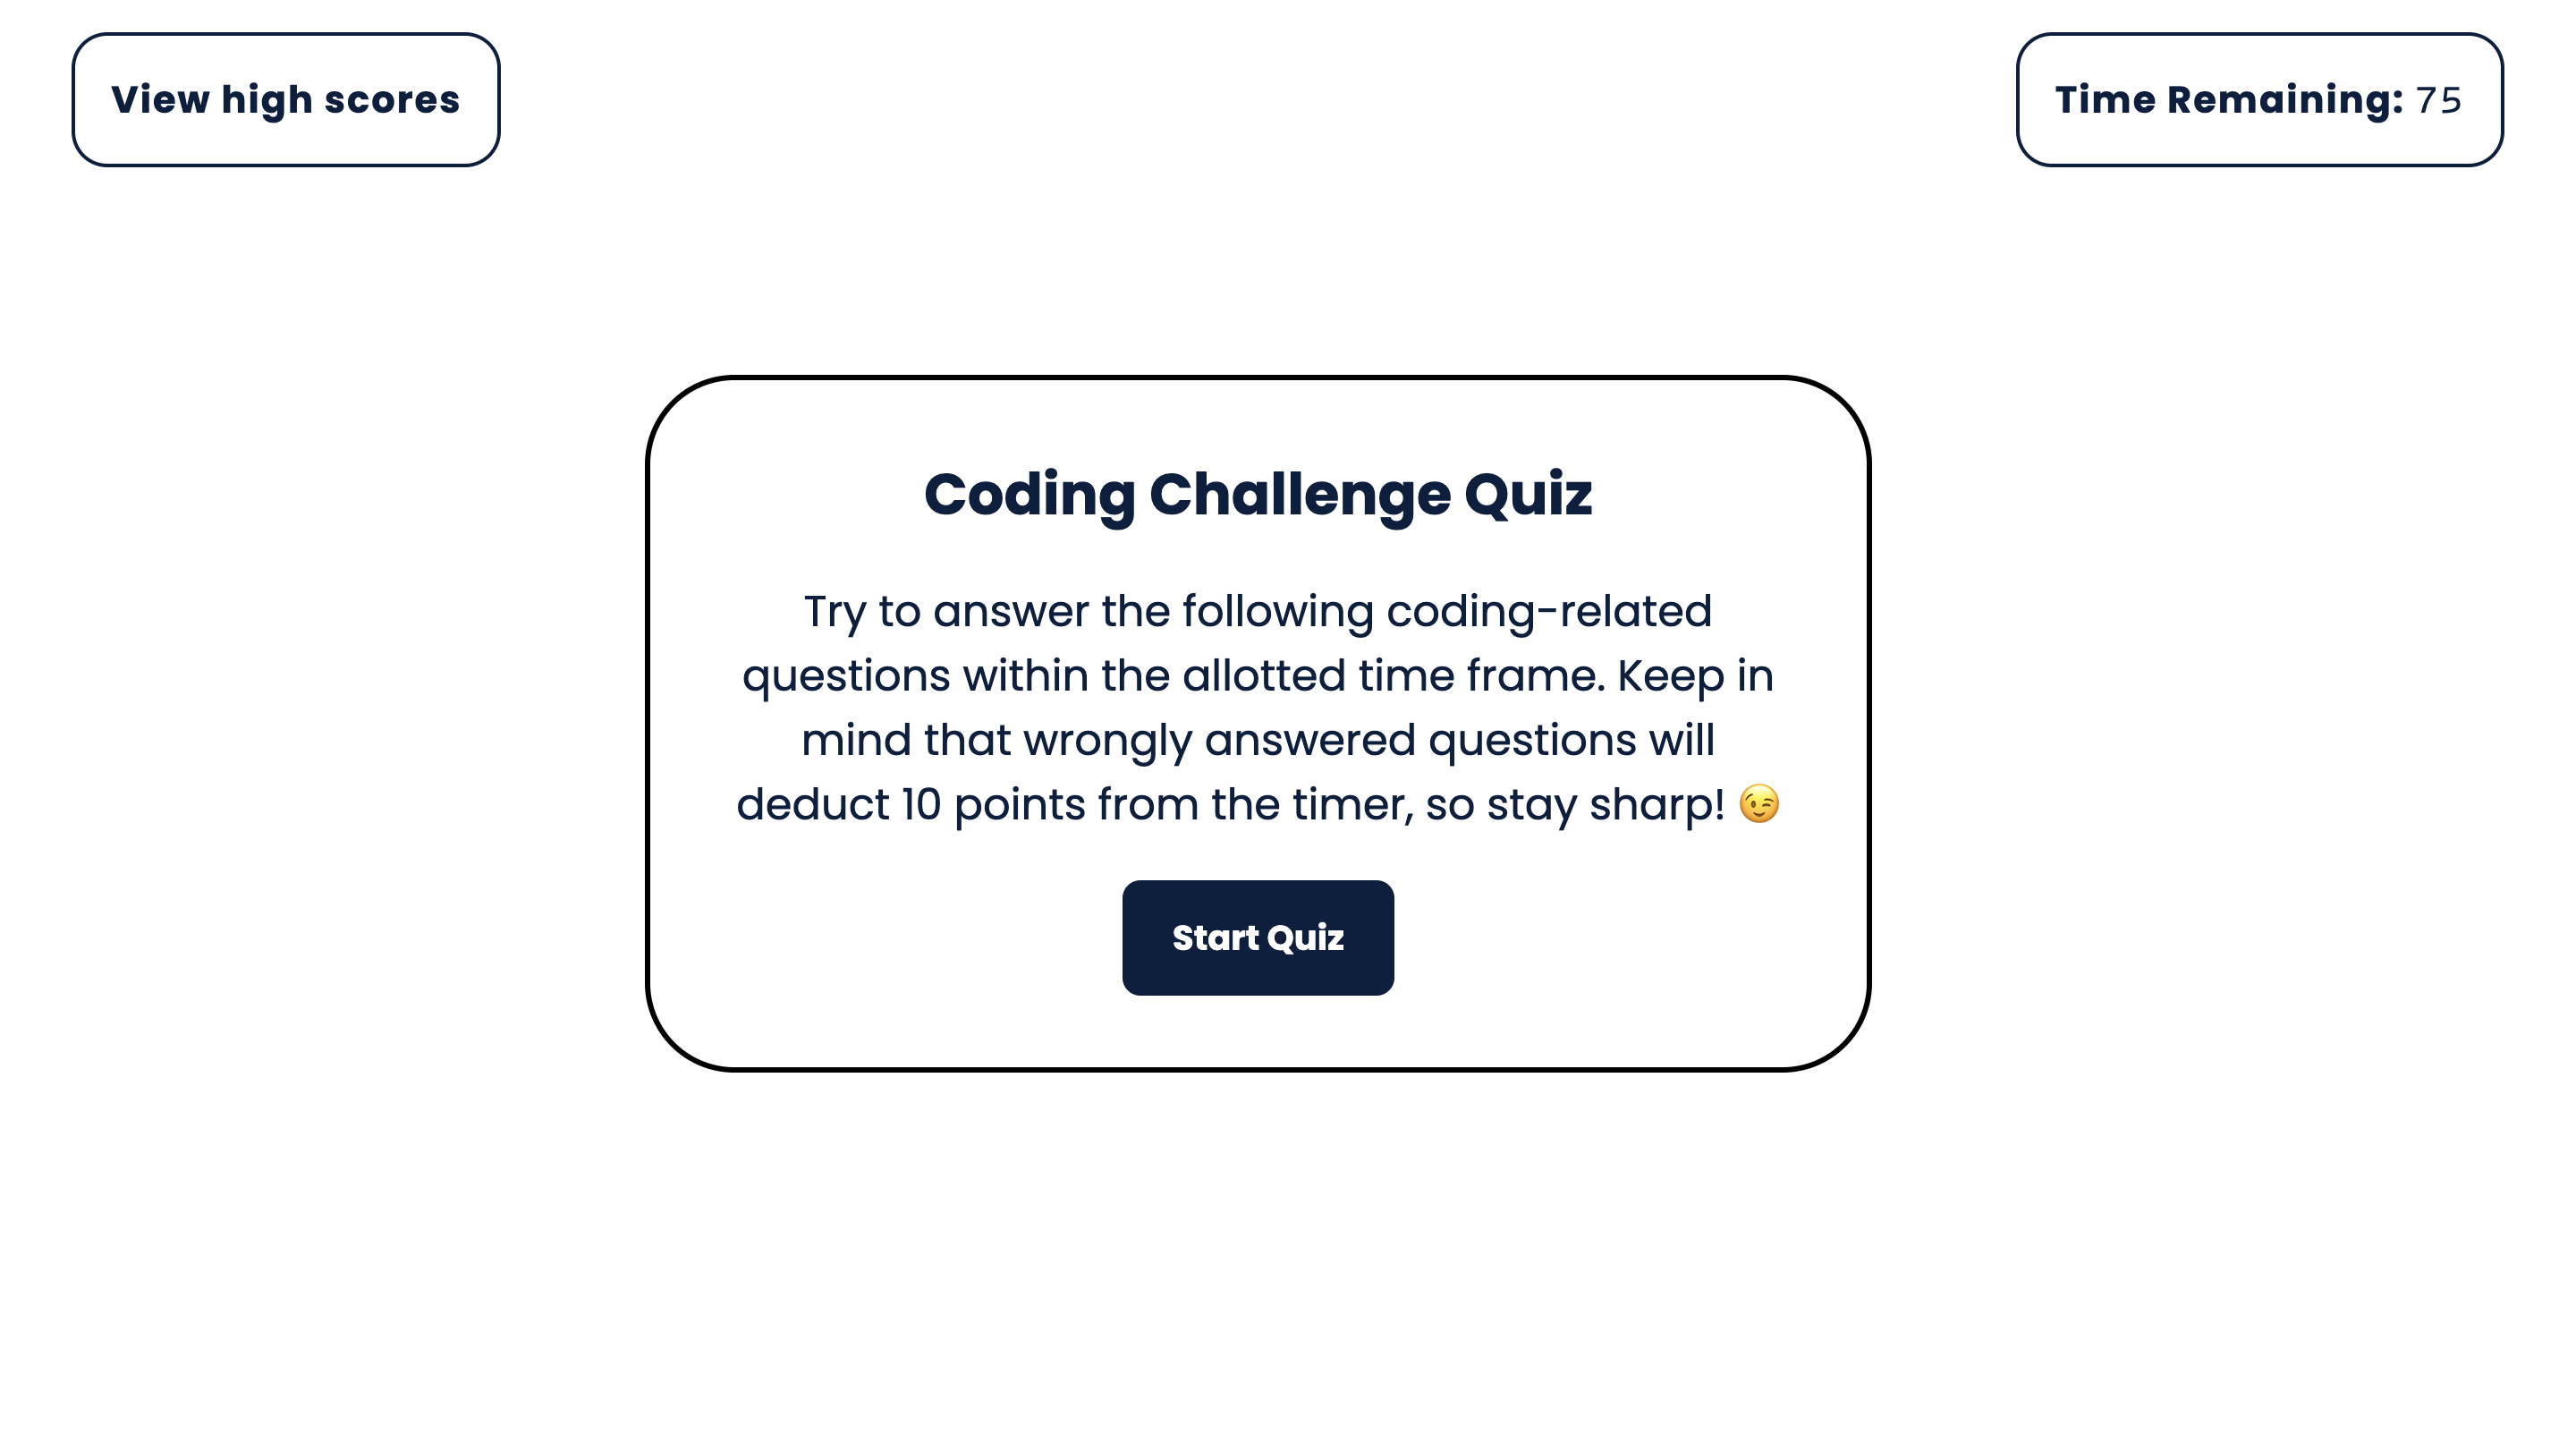 View high scores
Time Remaining: 75
Coding Challenge Quiz
Try to answer the following coding-related
questions within the allotted time frame. Keep in
mind that wrongly answered questions will
deduct 10 points from the timer, so stay sharp! 😉
Start Quiz